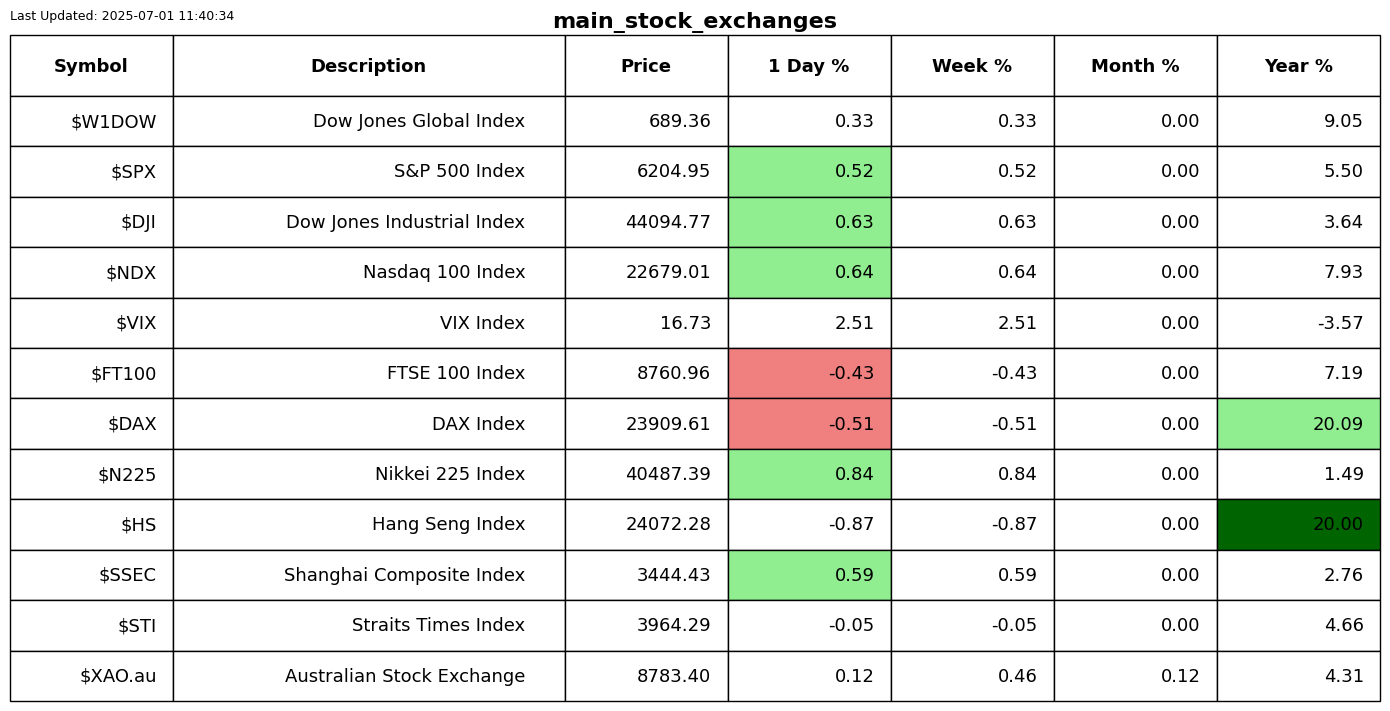 Last Updated: 2025-07-01 11:40:34
main_stock_exchanges
Symbol Description Price 1 Day % Week % Month % Year %
$W1DOW Dow Jones Global Index 689.36 0.33 0.33 0.00 9.05
$SPX S&P 500 Index 6204.95 0.52 0.52 0.00 5.50
$DJI Dow Jones Industrial Index 44094.77 0.63 0.63 0.00 3.64
$NDX Nasdaq 100 Index 22679.01 0.64 0.64 0.00 7.93
$VIX VIX Index 16.73 2.51 2.51 0.00 -3.57
$FT100 FTSE 100 Index 8760.96 -0.43 -0.43 0.00 7.19
$DAX DAX Index 23909.61 -0.51 -0.51 0.00 20.09
$N225 Nikkei 225 Index 40487.39 0.84 0.84 0.00 1.49
$HS Hang Seng Index 24072.28 -0.87 -0.87 0.00 20.00
$SSEC Shanghai Composite Index 3444.43 0.59 0.59 0.00 2.76
$STI Straits Times Index 3964.29 -0.05 -0.05 0.00 4.66
$XAO.au Australian Stock Exchange 8783.40 0.12 0.46 0.12 4.31